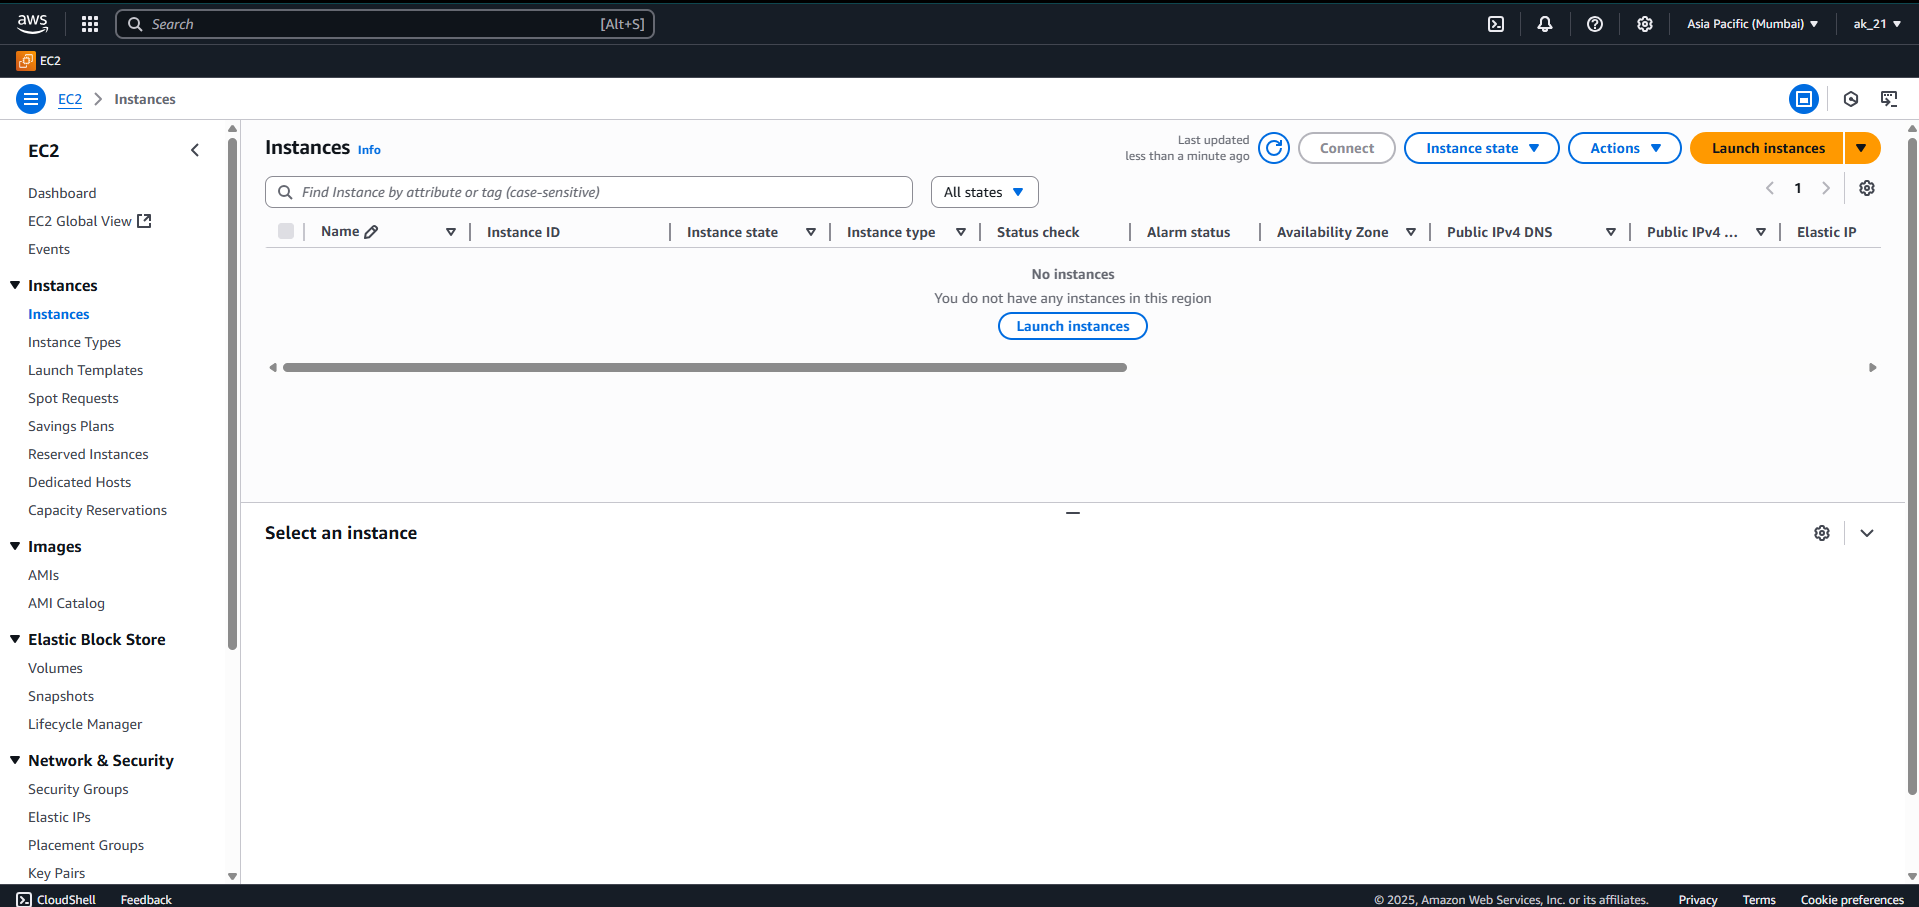 aws
Search [Alt+S]
Asia Pacific (Mumbai)
ak_21
EC2
EC2 Instances
EC2
Dashboard
EC2 Global View
Events
Instances
Instances
Instance Types
Launch Templates
Spot Requests
Savings Plans
Reserved Instances
Dedicated Hosts
Capacity Reservations
Images
AMIs
AMI Catalog
Elastic Block Store
Volumes
Snapshots
Lifecycle Manager
Network & Security
Security Groups
Elastic IPs
Placement Groups
Key Pairs
Instances Info
Last updated
less than a minute ago
Connect
Instance state
Actions
Launch instances
Find Instance by attribute or tag (case-sensitive)
All states
1
Name Instance ID Instance state Instance type Status check Alarm status Availability Zone Public IPv4 DNS Public IPv4 ... Elastic IP
No instances
You do not have any instances in this region
Launch instances
Select an instance
CloudShell Feedback
© 2025, Amazon Web Services, Inc. or its affiliates. Privacy Terms Cookie preferences